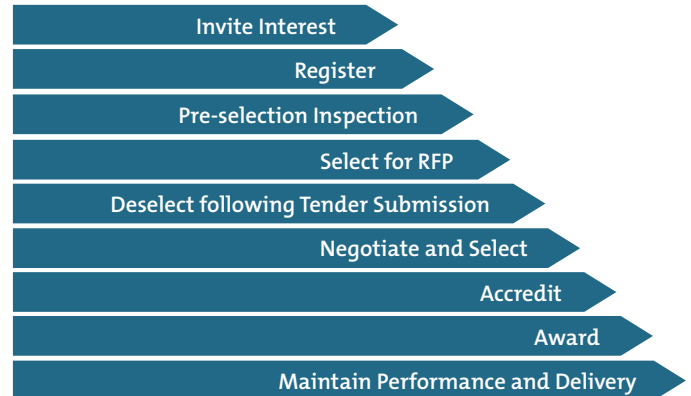 Invite Interest
Register
Pre-selection Inspection
Select for RFP
Deselect following Tender Submission
Negotiate and Select
Accredit
Award
Maintain Performance and Delivery